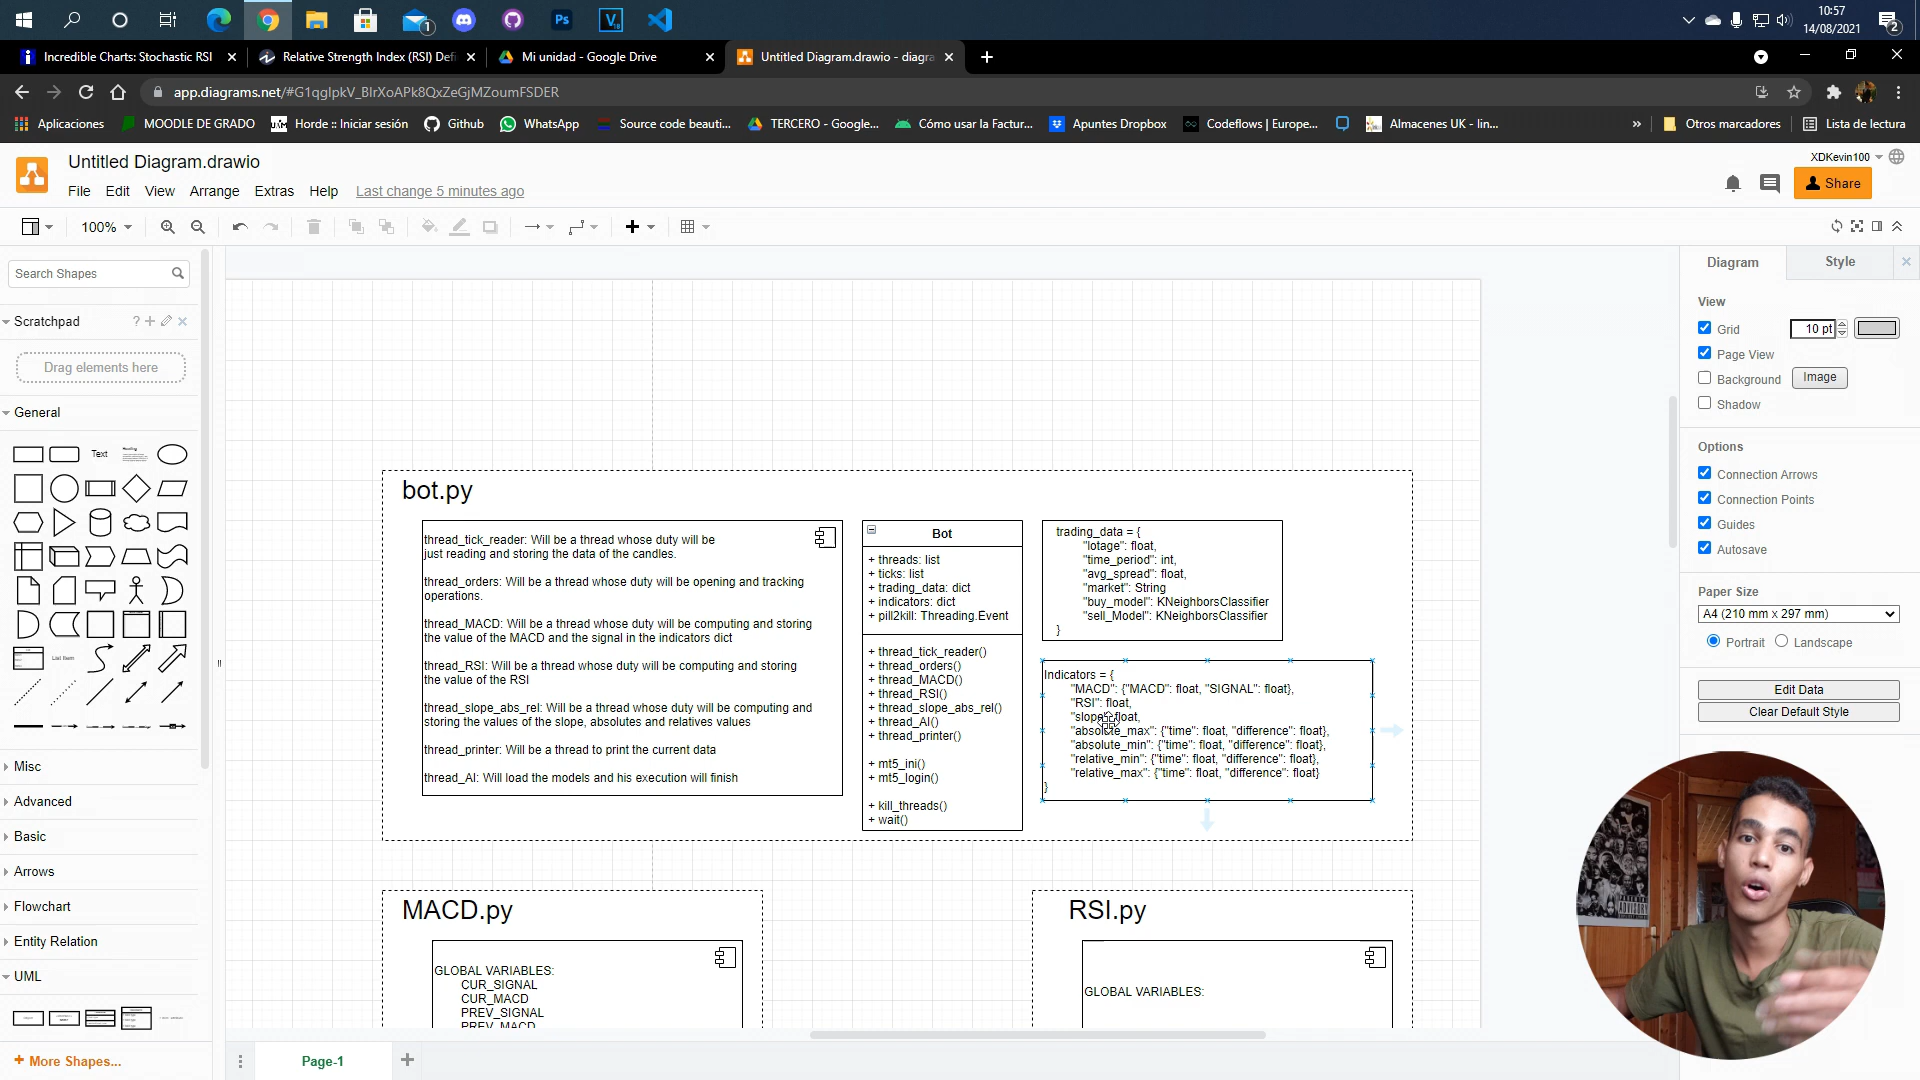 10:57
14/08/2021
1
2
Incredible Charts: Stochastic RSI
Relative Strength Index (RSI) Defi
Mi unidad - Google Drive
Untitled Diagram.drawio - diagra
app.diagrams.net/#G1qgIpkV_BIrXoAPk8QxZeGjMZoumFSDER
Aplicaciones
MOODLE DE GRADO
Horde :: Iniciar sesión
Github
WhatsApp
Source code beauti...
TERCERO - Google...
Cómo usar la Factur...
Apuntes Dropbox
Codeflows | Europe...
Almacenes UK - lin...
Otros marcadores
Lista de lectura
Untitled Diagram.drawio
XDKevin100
File Edit View Arrange Extras Help Last change 5 minutes ago
Share
100%
Search Shapes
Scratchpad
Drag elements here
General
Text
Heading
List Item
Misc
Advanced
Basic
Arrows
Flowchart
Entity Relation
UML
+ More Shapes...
bot.py
thread_tick_reader: Will be a thread whose duty will be
just reading and storing the data of the candles.
thread_orders: Will be a thread whose duty will be opening and tracking
operations.
thread_MACD: Will be a thread whose duty will be computing and storing
the value of the MACD and the signal in the indicators dict
thread_RSI: Will be a thread whose duty will be computing and storing
the value of the RSI
thread_slope_abs_rel: Will be a thread whose duty will be computing and
storing the values of the slope, absolutes and relatives values
thread_printer: Will be a thread to print the current data
thread_AI: Will load the models and his execution will finish
Bot
+ threads: list
+ ticks: list
+ trading_data: dict
+ indicators: dict
+ pill2kill: Threading.Event
+ thread_tick_reader()
+ thread_orders()
+ thread_MACD()
+ thread_RSI()
+ thread_slope_abs_rel()
+ thread_AI()
+ thread_printer()
+ mt5_ini()
+ mt5_login()
+ kill_threads()
+ wait()
trading_data = {
"lotage": float,
"time_period": int,
"avg_spread": float,
"market": String
"buy_model": KNeighborsClassifier
"sell_Model": KNeighborsClassifier
}
Indicators = {
"MACD": {"MACD": float, "SIGNAL": float},
"RSI": float,
"slope": float,
"absolute_max": {"time": float, "difference": float},
"absolute_min": {"time": float, "difference": float},
"relative_min": {"time": float, "difference": float},
"relative_max": {"time": float, "difference": float}
}
MACD.py
GLOBAL VARIABLES:
CUR_SIGNAL
CUR_MACD
PREV_SIGNAL
PREV_MACD
RSI.py
GLOBAL VARIABLES:
Page-1
Diagram
Style
View
Grid
10 pt
Page View
Background
Image
Shadow
Options
Connection Arrows
Connection Points
Guides
Autosave
Paper Size
A4 (210 mm x 297 mm)
Portrait
Landscape
Edit Data
Clear Default Style